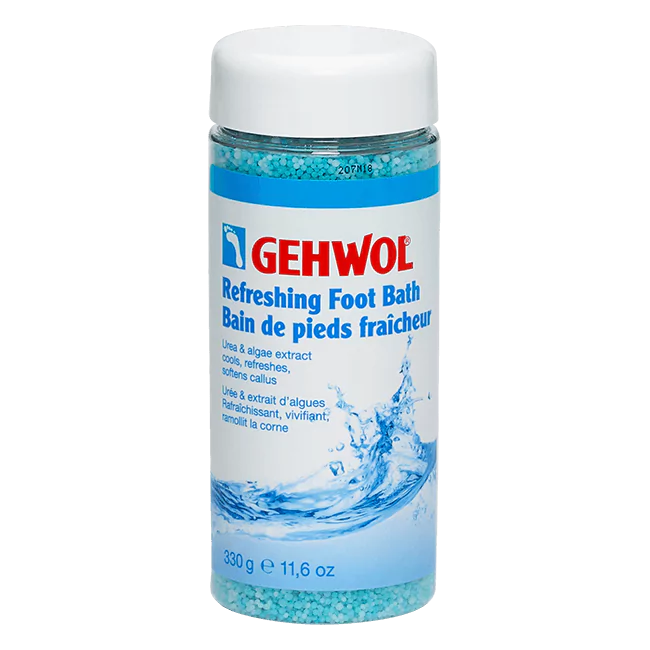 207M18
GEHWOL®
Refreshing Foot Bath
Bain de pieds fraîcheur
Urea & algae extract
cools, refreshes,
softens callus
Urée & extrait d'algues
Rafraîchissant, vivifiant,
ramollit la corne
330 g ℮ 11,6 oz